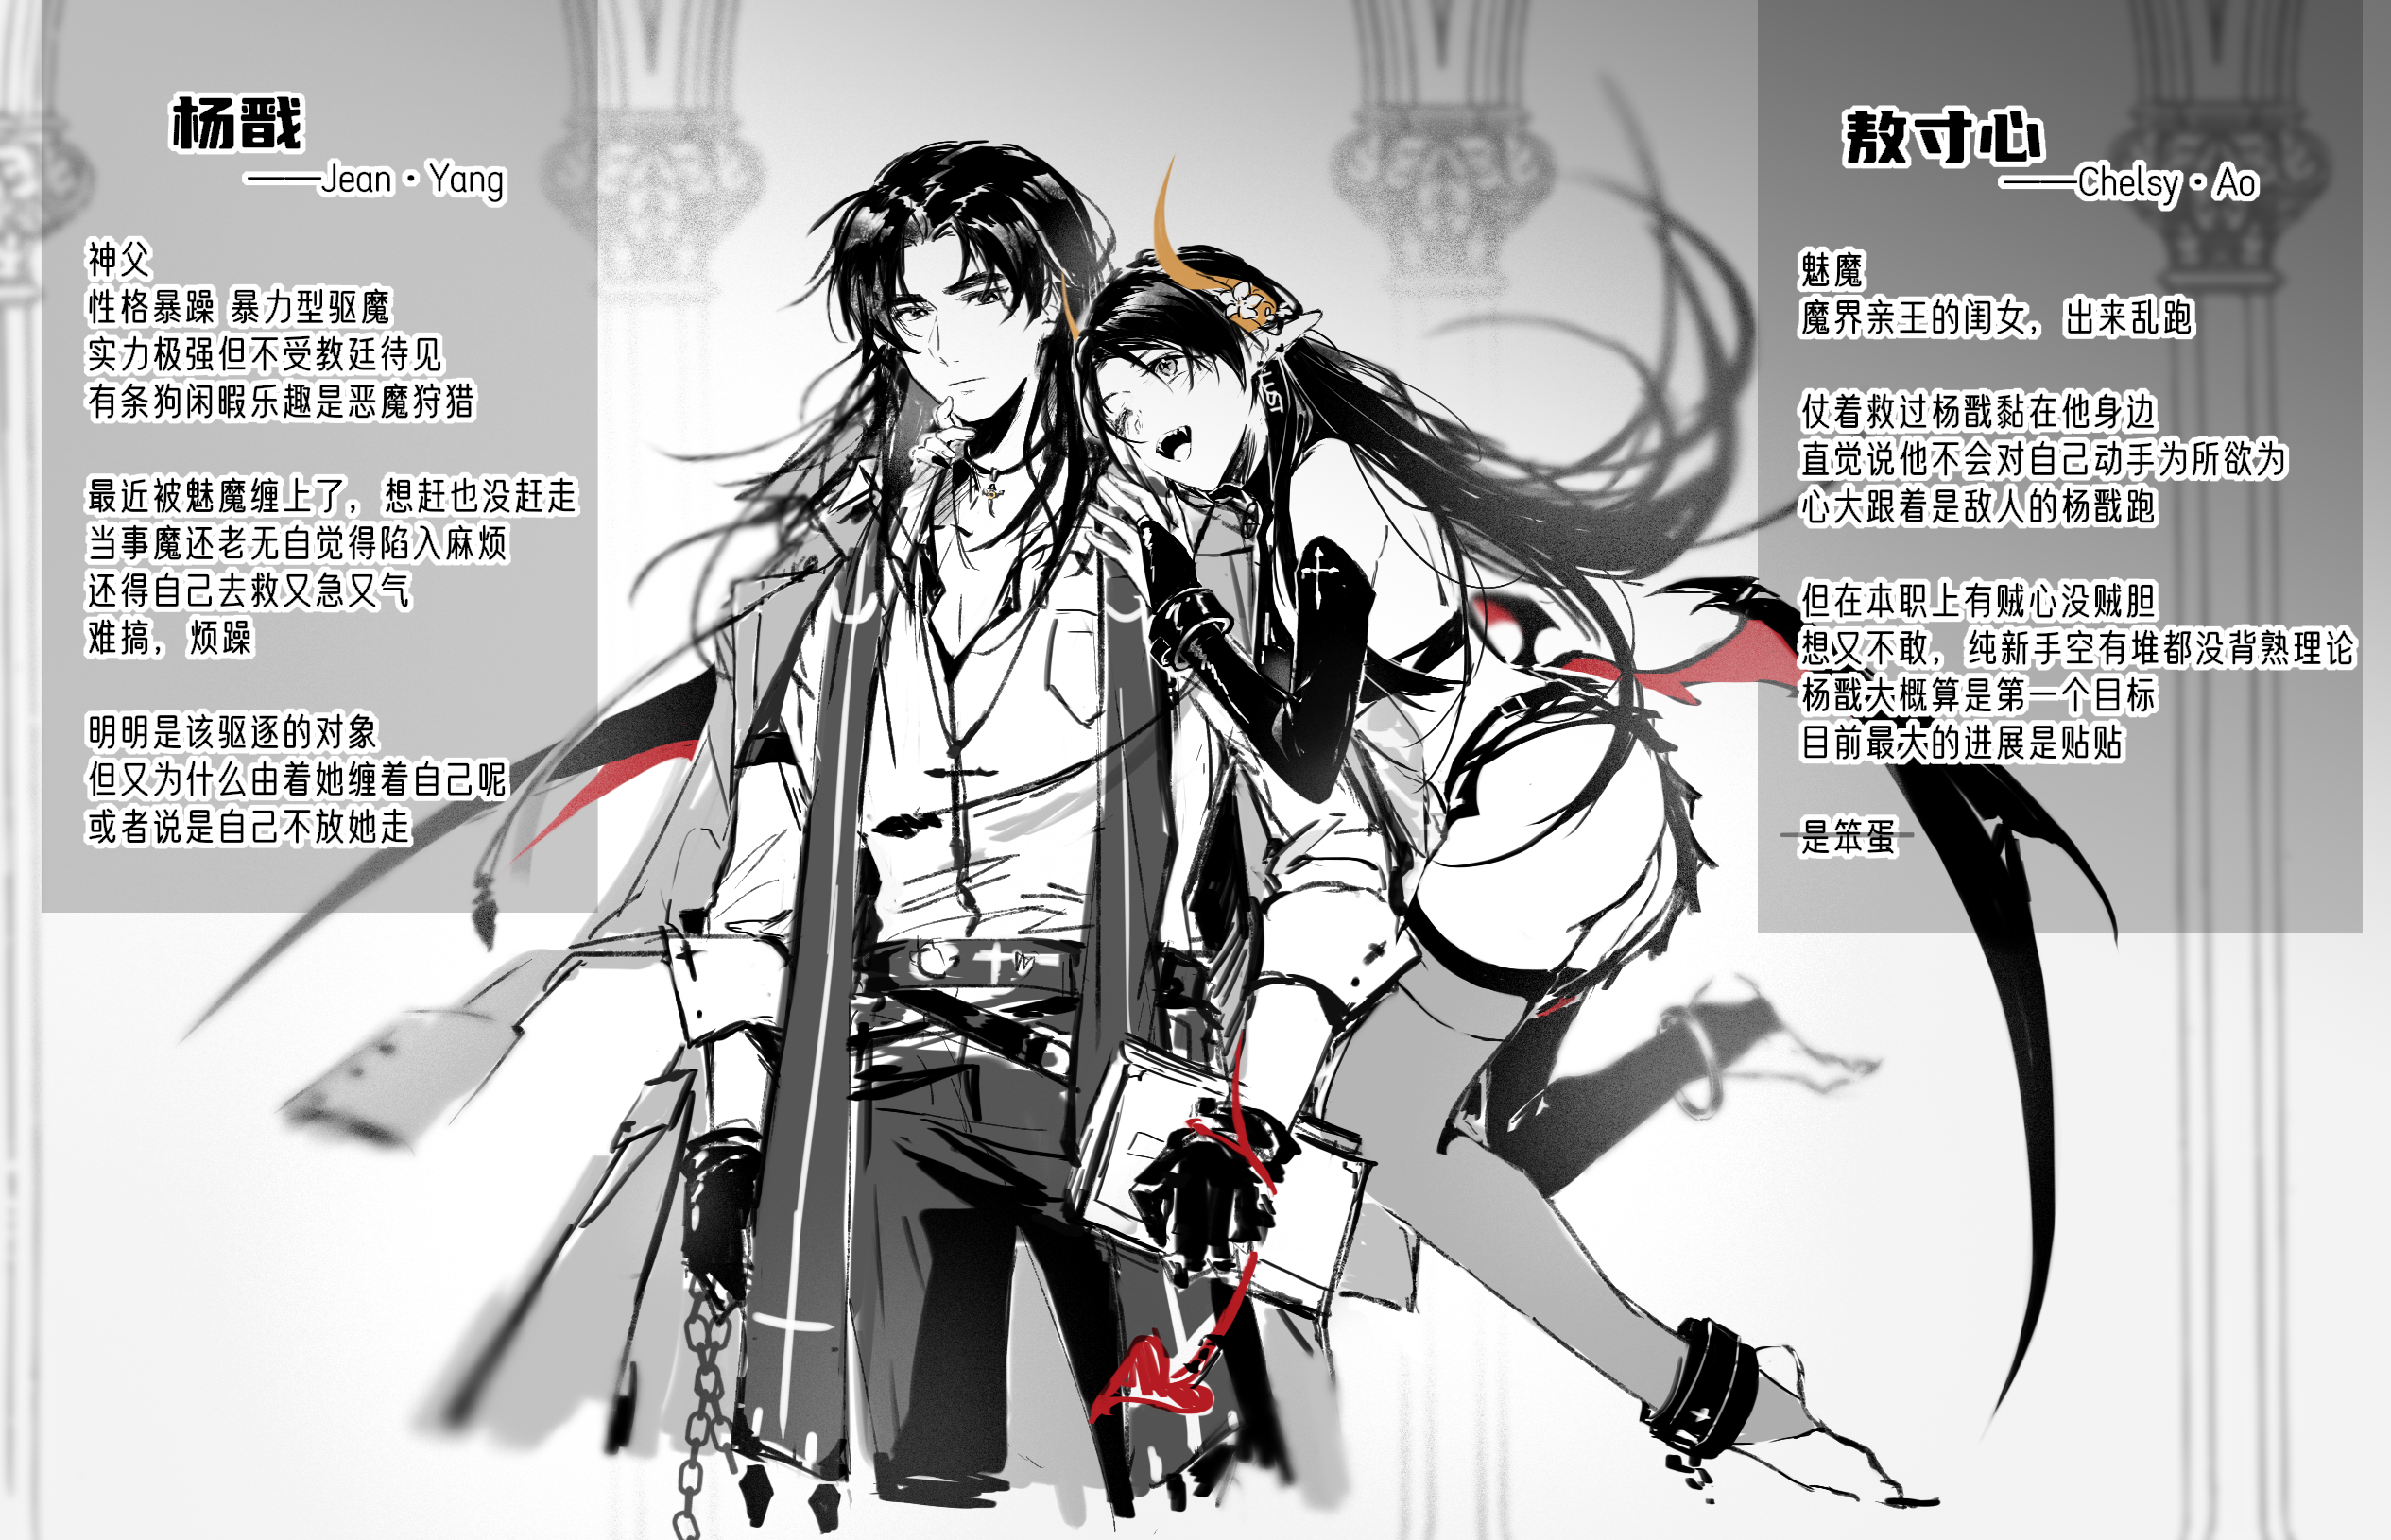 杨戬
——Jean·Yang
神父
性格暴躁 暴力型驱魔
实力极强但不受教廷待见
有条狗闲暇乐趣是恶魔狩猎
最近被魅魔缠上了，想赶也没赶走
当事魔还老无自觉得陷入麻烦
还得自己去救又急又气
难搞，烦躁
明明是该驱逐的对象
但又为什么由着她缠着自己呢
或者说是自己不放她走
敖寸心
——Chelsy·Ao
魅魔
魔界亲王的闺女，出来乱跑
仗着救过杨戬黏在他身边
直觉说他不会对自己动手为所欲为
心大跟着是敌人的杨戬跑
但在本职上有贼心没贼胆
想又不敢，纯新手空有堆都没背熟理论
杨戬大概算是第一个目标
目前最大的进展是贴贴
是笨蛋
LUST